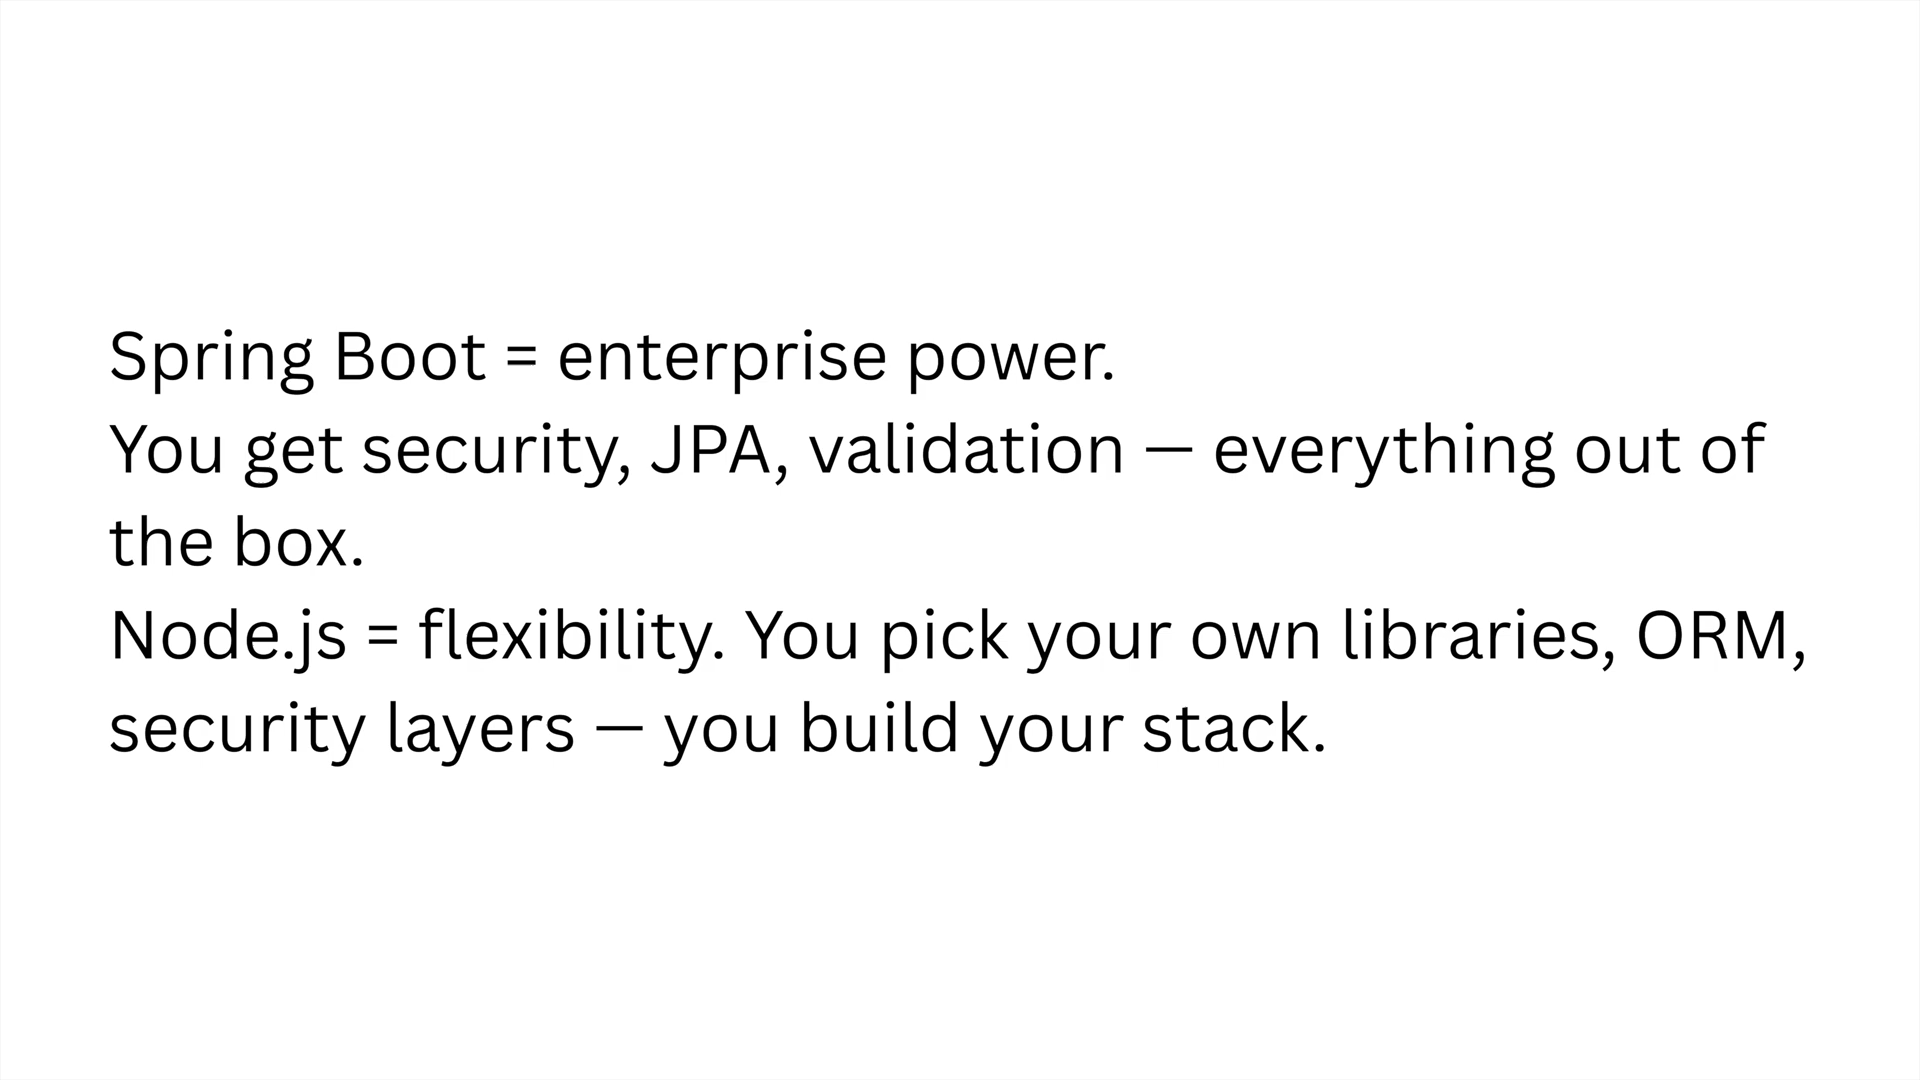 Spring Boot = enterprise power.
You get security, JPA, validation — everything out of
the box.
Node.js = flexibility. You pick your own libraries, ORM,
security layers — you build your stack.